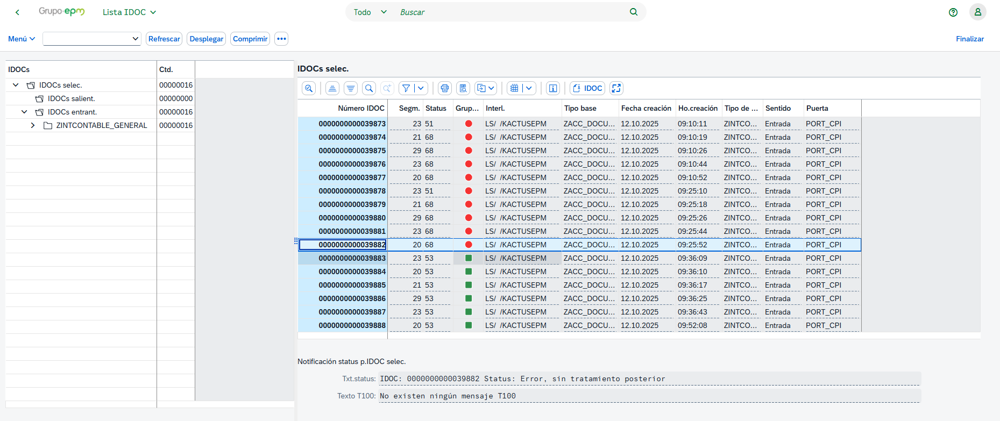 Grupo·epm
Lista IDOC
Todo
Buscar
Menú
Refrescar
Desplegar
Comprimir
Finalizar
IDOCs Ctd.
IDOCs selec. 00000016
IDOCs salient. 00000000
IDOCs entrant. 00000016
ZINTCONTABLE_GENERAL 00000016
IDOCs selec.
IDOC
Número IDOC Segm. Status Grup... Interl. Tipo base Fecha creación Ho.creación Tipo de ... Sentido Puerta
0000000000039873 23 51 LS/ /KACTUSEPM ZACC_DOCU... 12.10.2025 09:10:11 ZINTCO... Entrada PORT_CPI
0000000000039874 21 68 LS/ /KACTUSEPM ZACC_DOCU... 12.10.2025 09:10:19 ZINTCO... Entrada PORT_CPI
0000000000039875 29 68 LS/ /KACTUSEPM ZACC_DOCU... 12.10.2025 09:10:26 ZINTCO... Entrada PORT_CPI
0000000000039876 23 68 LS/ /KACTUSEPM ZACC_DOCU... 12.10.2025 09:10:44 ZINTCO... Entrada PORT_CPI
0000000000039877 20 68 LS/ /KACTUSEPM ZACC_DOCU... 12.10.2025 09:10:52 ZINTCO... Entrada PORT_CPI
0000000000039878 23 51 LS/ /KACTUSEPM ZACC_DOCU... 12.10.2025 09:25:10 ZINTCO... Entrada PORT_CPI
0000000000039879 21 68 LS/ /KACTUSEPM ZACC_DOCU... 12.10.2025 09:25:18 ZINTCO... Entrada PORT_CPI
0000000000039880 29 68 LS/ /KACTUSEPM ZACC_DOCU... 12.10.2025 09:25:26 ZINTCO... Entrada PORT_CPI
0000000000039881 23 68 LS/ /KACTUSEPM ZACC_DOCU... 12.10.2025 09:25:44 ZINTCO... Entrada PORT_CPI
0000000000039882 20 68 LS/ /KACTUSEPM ZACC_DOCU... 12.10.2025 09:25:52 ZINTCO... Entrada PORT_CPI
0000000000039883 23 53 LS/ /KACTUSEPM ZACC_DOCU... 12.10.2025 09:36:09 ZINTCO... Entrada PORT_CPI
0000000000039884 20 53 LS/ /KACTUSEPM ZACC_DOCU... 12.10.2025 09:36:10 ZINTCO... Entrada PORT_CPI
0000000000039885 21 53 LS/ /KACTUSEPM ZACC_DOCU... 12.10.2025 09:36:17 ZINTCO... Entrada PORT_CPI
0000000000039886 29 53 LS/ /KACTUSEPM ZACC_DOCU... 12.10.2025 09:36:25 ZINTCO... Entrada PORT_CPI
0000000000039887 23 53 LS/ /KACTUSEPM ZACC_DOCU... 12.10.2025 09:36:43 ZINTCO... Entrada PORT_CPI
0000000000039888 20 53 LS/ /KACTUSEPM ZACC_DOCU... 12.10.2025 09:52:08 ZINTCO... Entrada PORT_CPI
Notificación status p.IDOC selec.
Txt.status: IDOC: 0000000000039882 Status: Error, sin tratamiento posterior
Texto T100: No existen ningún mensaje T100